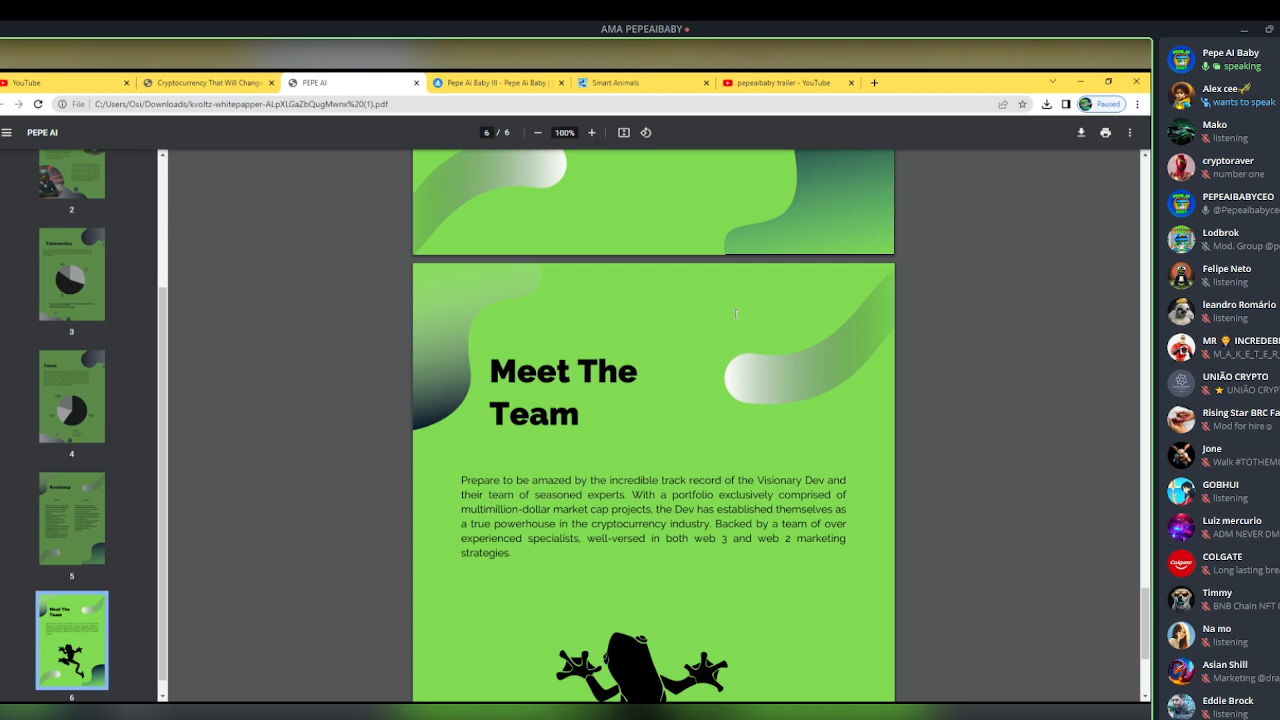 AMA PEPEAIBABY
YouTube
Cryptocurrency That Will Change
PEPE AI
Pepe Ai Baby III - Pepe Ai Baby |
Smart Animals
pepeaibaby trailer - YouTube
File
C:/Users/Osi/Downloads/kvoltz-whitepapper-ALpXLGaZbQugMwnx%20(1).pdf
Paused
PEPE AI
6 / 6
100%
2
Tokenomics
3
Taxes
4
Roadmap
5
Meet The
Team
6
Meet The
Team
Prepare to be amazed by the incredible track record of the Visionary Dev and
their team of seasoned experts. With a portfolio exclusively comprised of
multimillion-dollar market cap projects, the Dev has established themselves as
a true powerhouse in the cryptocurrency industry. Backed by a team of over
experienced specialists, well-versed in both web 3 and web 2 marketing
strategies.
Pepe AI Baby
speaking
Alex cee
wants to speak
Mako
listening
cryptoraver
number one
PEPEAIBABYCEO
@Pepeaibabyce
Lodbrok
Mod. Group @p
Felipe Neto
listening
leandro Romário
listening
MR INCREDEBI
M_A_K_E_T_E_R
UNIÃO CRYPTO
UNIÃO CRYP
Rising Star BRC Fa
Mod for hire
Jone
Walk #TOTHEMO
GOSHUI
listening
Luiz mercurio
ADM NEVER DM
COLGATE
Colgate
Long lasting brea
Timmy
BNB Chain NFT
Na mo
listening
Asian Shill
Marketing @dra
Eddie Brock
listening